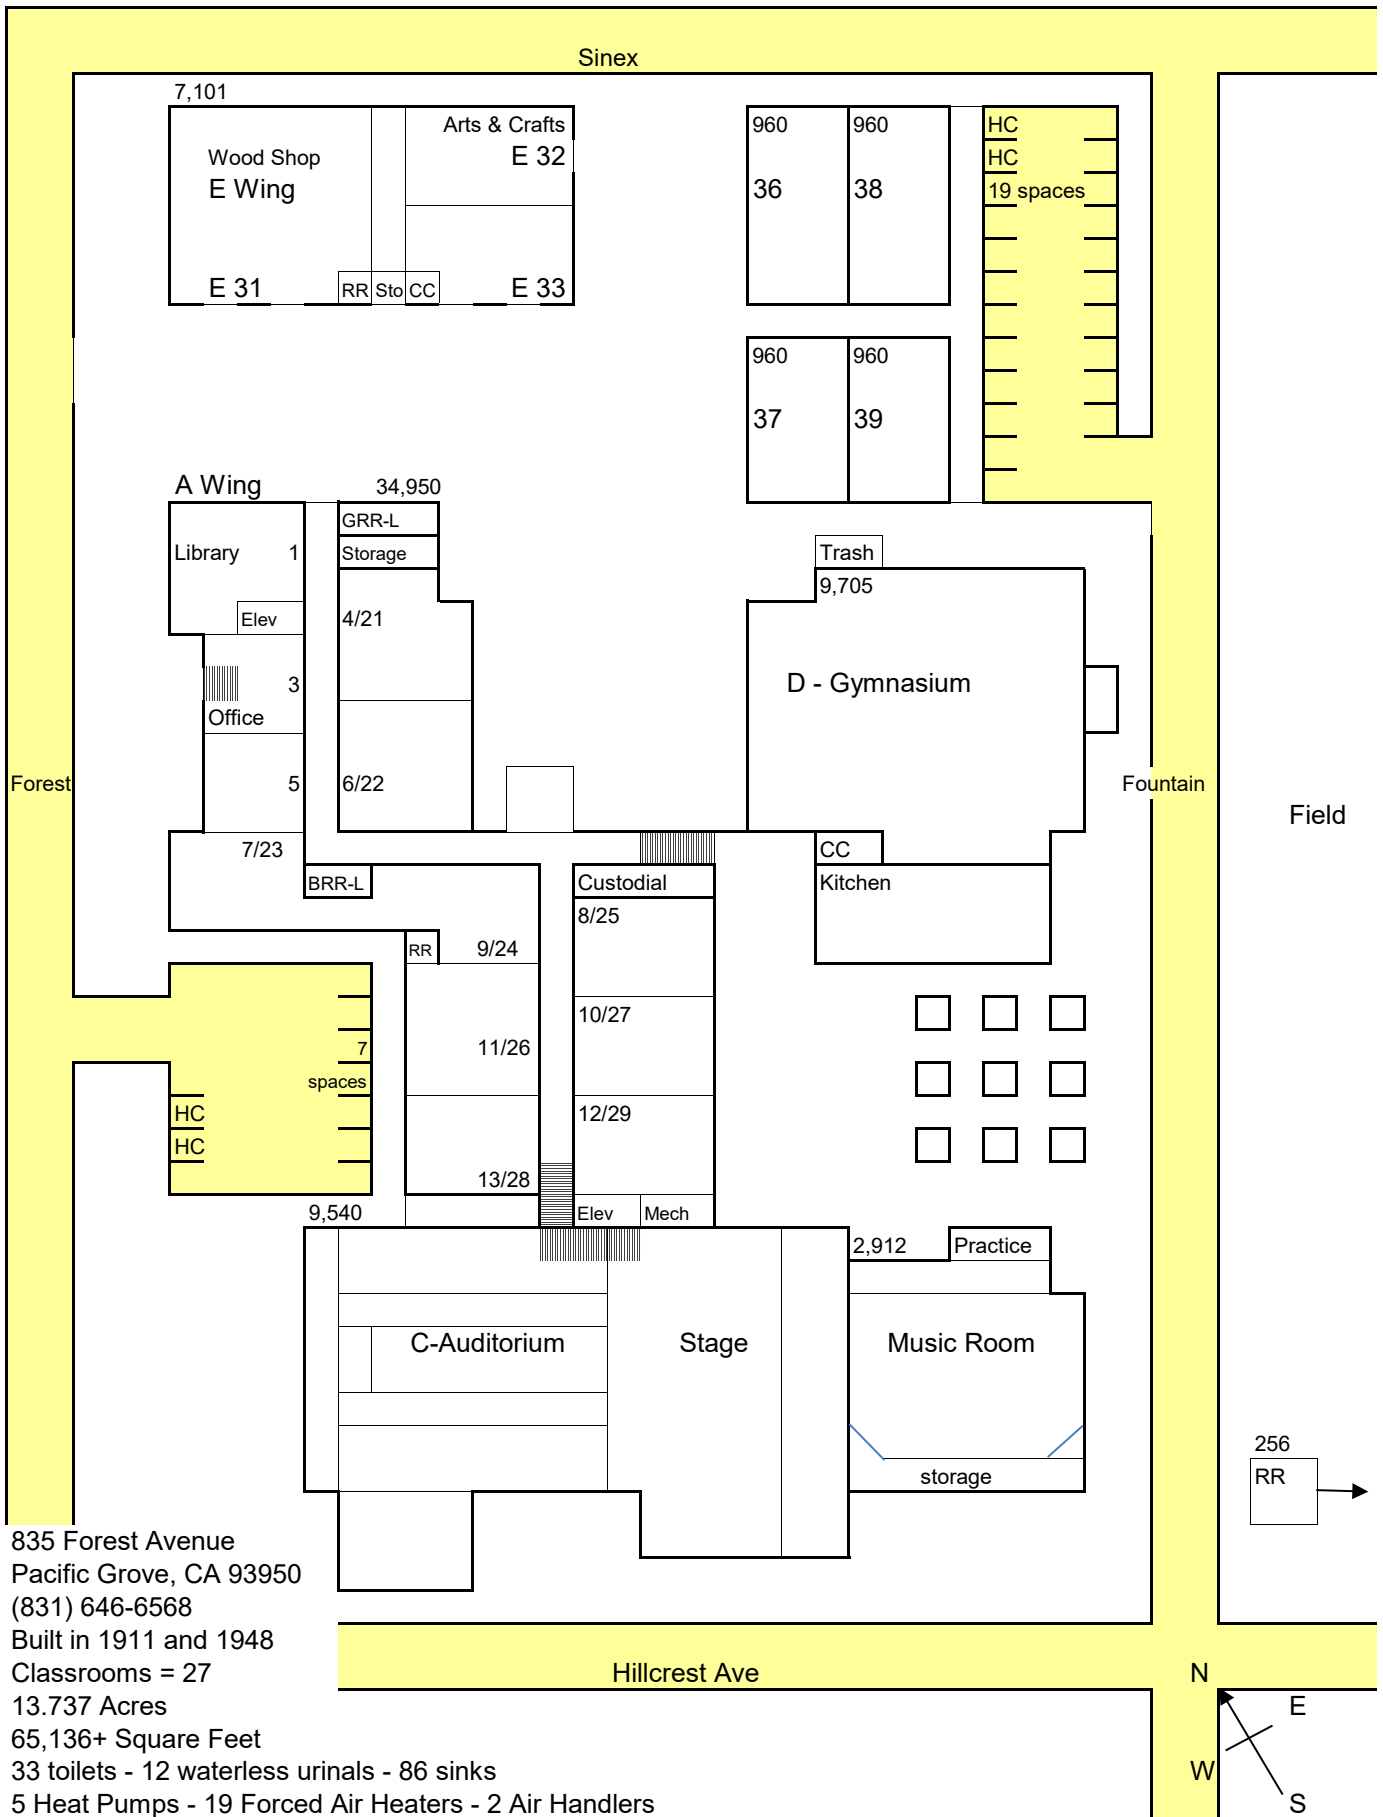 Sinex
7,101
Arts & Crafts
Wood Shop
E 32
E Wing
E 31
RR
Sto
CC
E 33
960
960
36
38
HC
HC
19 spaces
960
960
37
39
A Wing
34,950
GRR-L
Library
1
Storage
Elev
4/21
3
Office
5
6/22
7/23
BRR-L
Trash
9,705
D - Gymnasium
Forest
Fountain
Field
CC
Kitchen
Custodial
8/25
RR
9/24
10/27
7
11/26
spaces
HC
12/29
HC
13/28
9,540
Elev
Mech
2,912
Practice
C-Auditorium
Stage
Music Room
storage
256
RR
835 Forest Avenue
Pacific Grove, CA 93950
(831) 646-6568
Built in 1911 and 1948
Classrooms = 27
13.737 Acres
65,136+ Square Feet
33 toilets - 12 waterless urinals - 86 sinks
5 Heat Pumps - 19 Forced Air Heaters - 2 Air Handlers
Hillcrest Ave
N
E
W
S